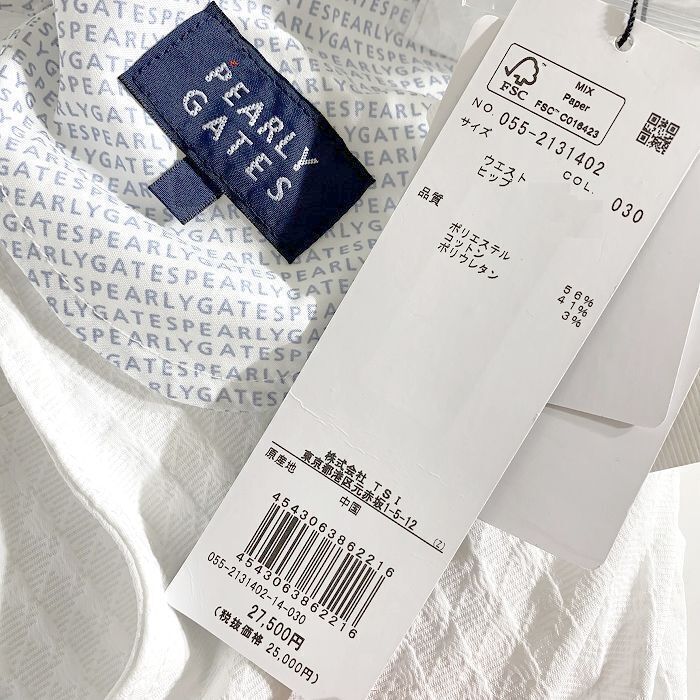 PEARLY
GATES
PEARLYGATESPEARLYGATESPEARLYGATES
FSC
MIX
Paper
FSC™ C016423
NO. 055-2131402
サイズ
COL. 030
ウエスト
ヒップ
品質
ポリエステル 56%
コットン 41%
ポリウレタン 3%
株式会社 TSI
東京都港区元赤坂1-5-12
(2)
原産地 中国
4543063862216
4543063862216
055-2131402-14-030
27,500円
(税抜価格 25,000円)